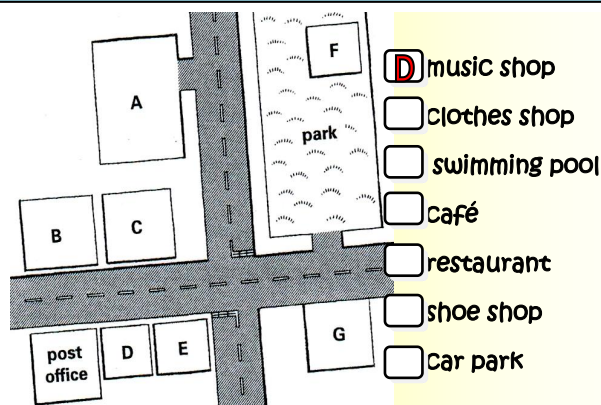 F
A
park
B
C
post
office
D
E
G
D music shop
clothes shop
swimming pool
café
restaurant
shoe shop
car park